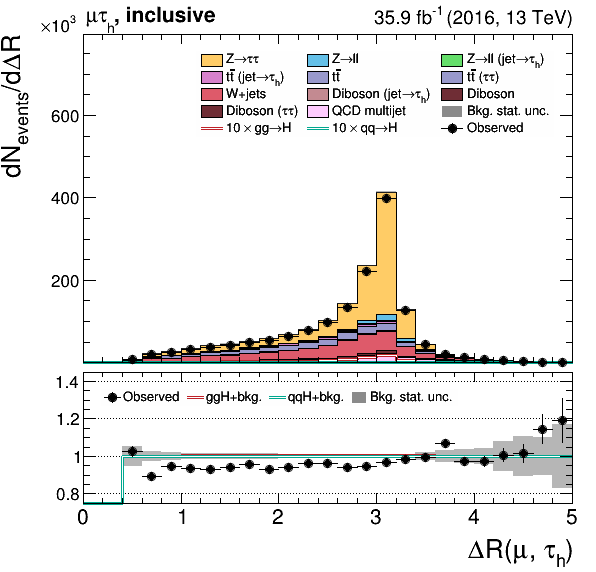 ×10³ μτₕ, inclusive 35.9 fb⁻¹ (2016, 13 TeV)
dN_events/dΔR
Z→ττ Z→ll Z→ll (jet→τₕ)
tt̄ (jet→τₕ) tt̄ tt̄ (ττ)
W+jets Diboson (jet→τₕ) Diboson
Diboson (ττ) QCD multijet Bkg. stat. unc.
10×gg→H 10×qq→H Observed
600
400
200
1.4
Observed ggH+bkg. qqH+bkg. Bkg. stat. unc.
1.2
1.0
0.8
0 1 2 3 4 5
ΔR(μ, τₕ)